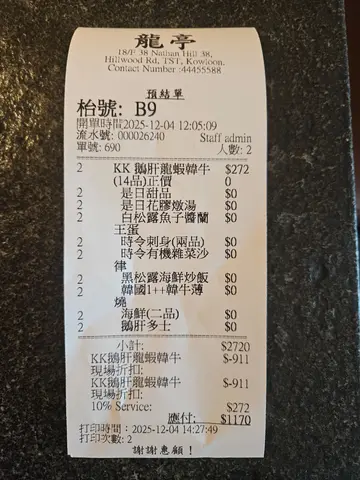 龍亭
18/F 38 Nathan Hill 38,
Hillwood Rd, TST, Kowloon.
Contact Number :44455588
預結單
枱號: B9
開單時間2025-12-04 12:05:09
流水號: 000026240 Staff admin
單號: 690 人數: 2
2 KK 鵝肝龍蝦韓牛 $272
(14品)正價 0
2 是日甜品 $0
2 是日花膠燉湯 $0
2 白松露魚子醬蘭 $0
王蛋
2 時令刺身(兩品) $0
2 時令有機雜菜沙 $0
律
2 黑松露海鮮炒飯 $0
2 韓國1++韓牛薄 $0
燒
2 海鮮(二品) $0
2 鵝肝多士 $0
小計: $2720
KK鵝肝龍蝦韓牛 $-911
現場折扣:
KK鵝肝龍蝦韓牛 $-911
現場折扣:
10% Service: $272
應付: $1170
打印時間：2025-12-04 14:27:49
打印次數: 2
謝謝惠顧！